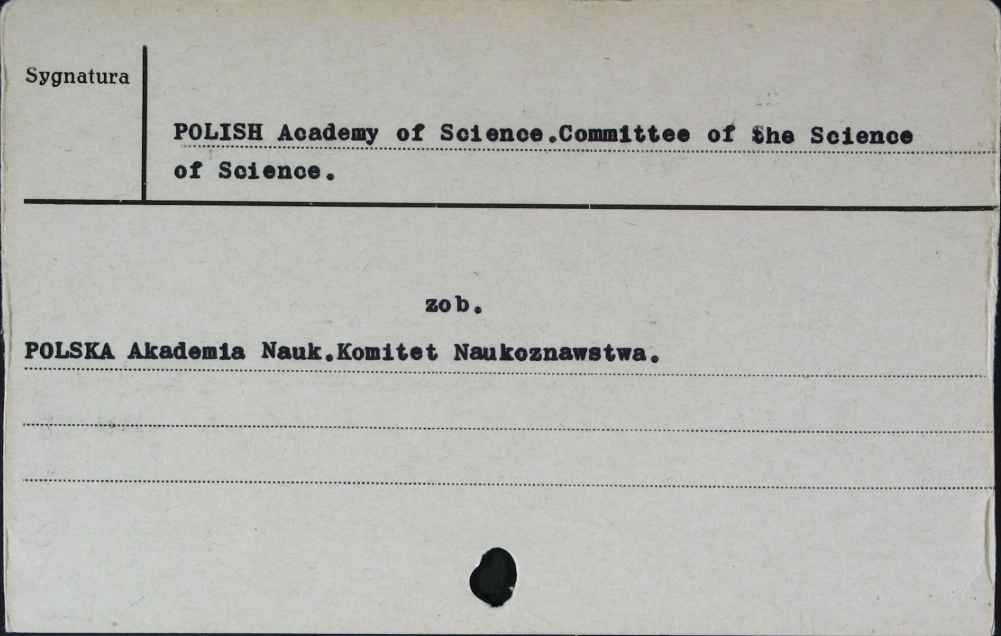 Sygnatura
POLISH Academy of Science.Committee of the Science
of Science.
zob.
POLSKA Akademia Nauk.Komitet Naukoznawstwa.